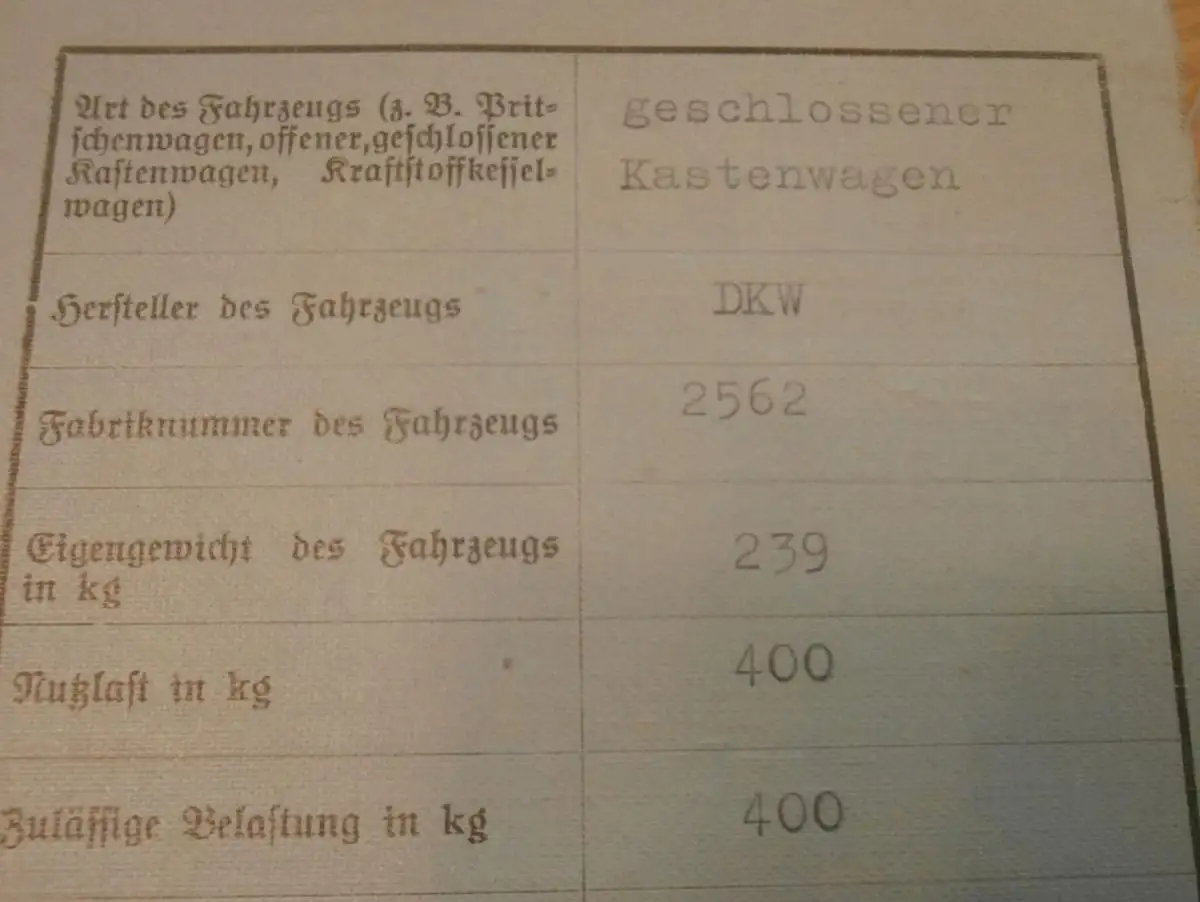 Art des Fahrzeugs (z. B. Prit-
schenwagen, offener, geschlossener
Kastenwagen, Kraftstoffkessel-
wagen)
geschlossener
Kastenwagen
Hersteller des Fahrzeugs
DKW
Fabriknummer des Fahrzeugs
2562
Eigengewicht des Fahrzeugs
in kg
239
Nutzlast in kg
400
Zulässige Belastung in kg
400